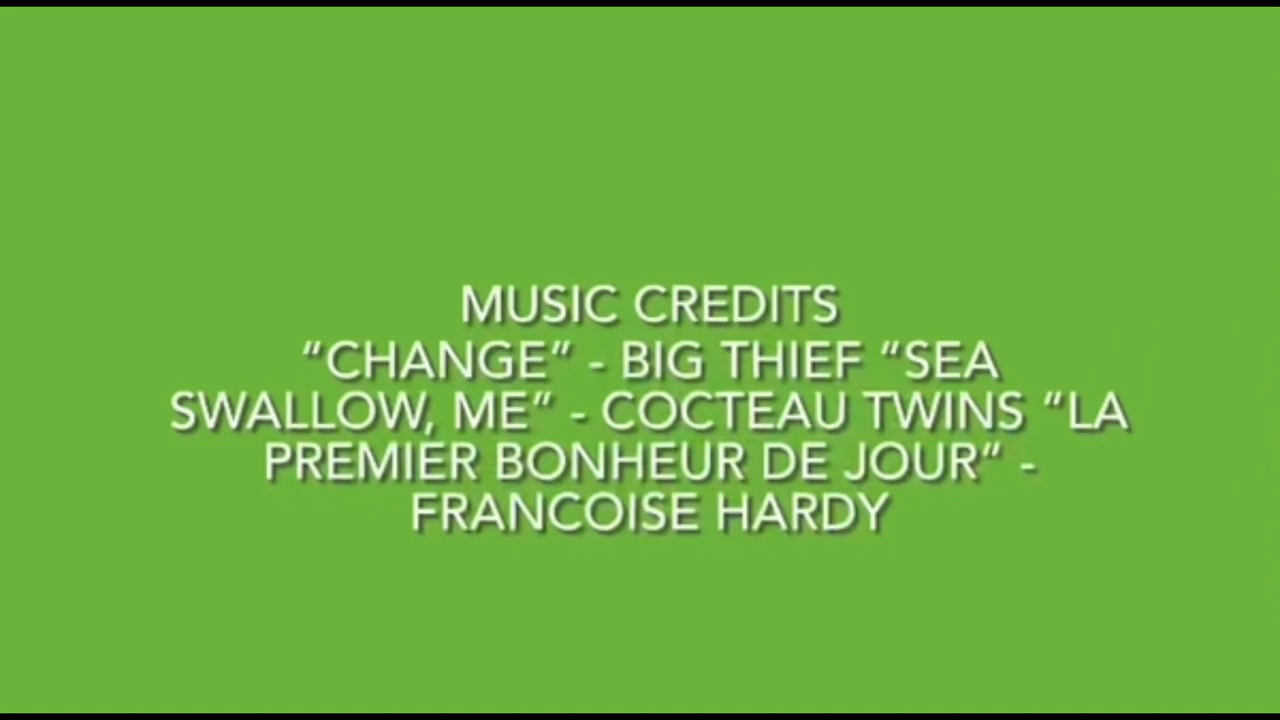 MUSIC CREDITS
“CHANGE” - BIG THIEF “SEA
SWALLOW, ME” - COCTEAU TWINS “LA
PREMIER BONHEUR DE JOUR” -
FRANCOISE HARDY